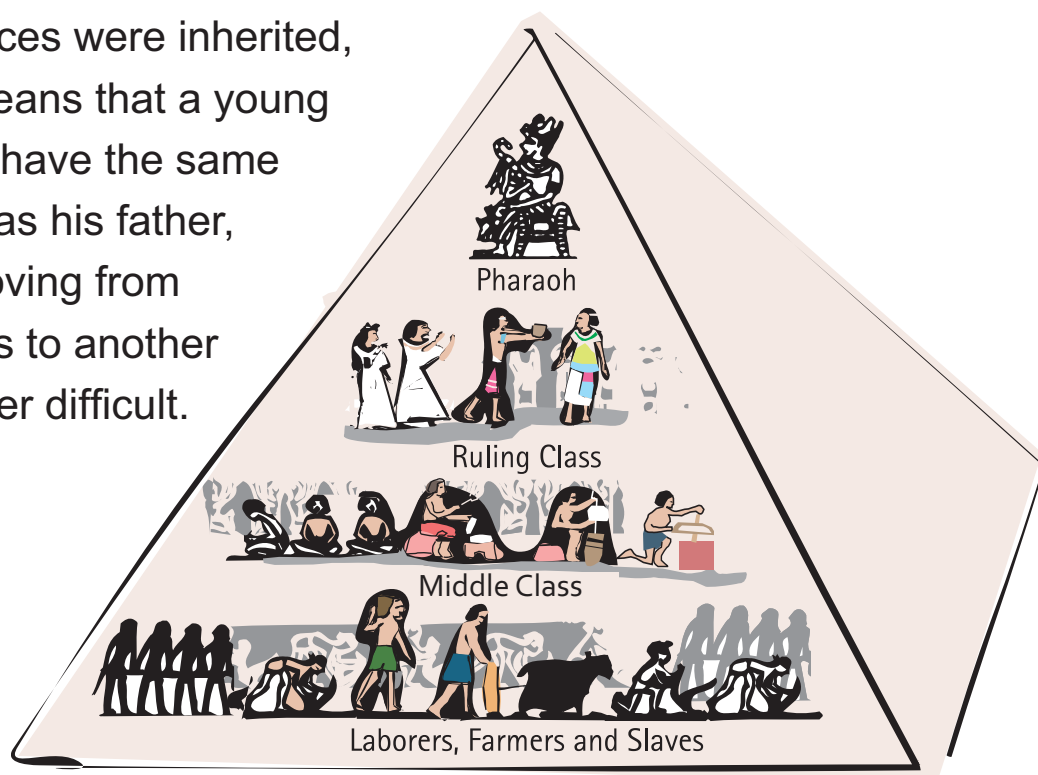 ces were inherited,
eans that a young
have the same
as his father,
oving from
s to another
er difficult.
Pharaoh
Ruling Class
Middle Class
Laborers, Farmers and Slaves